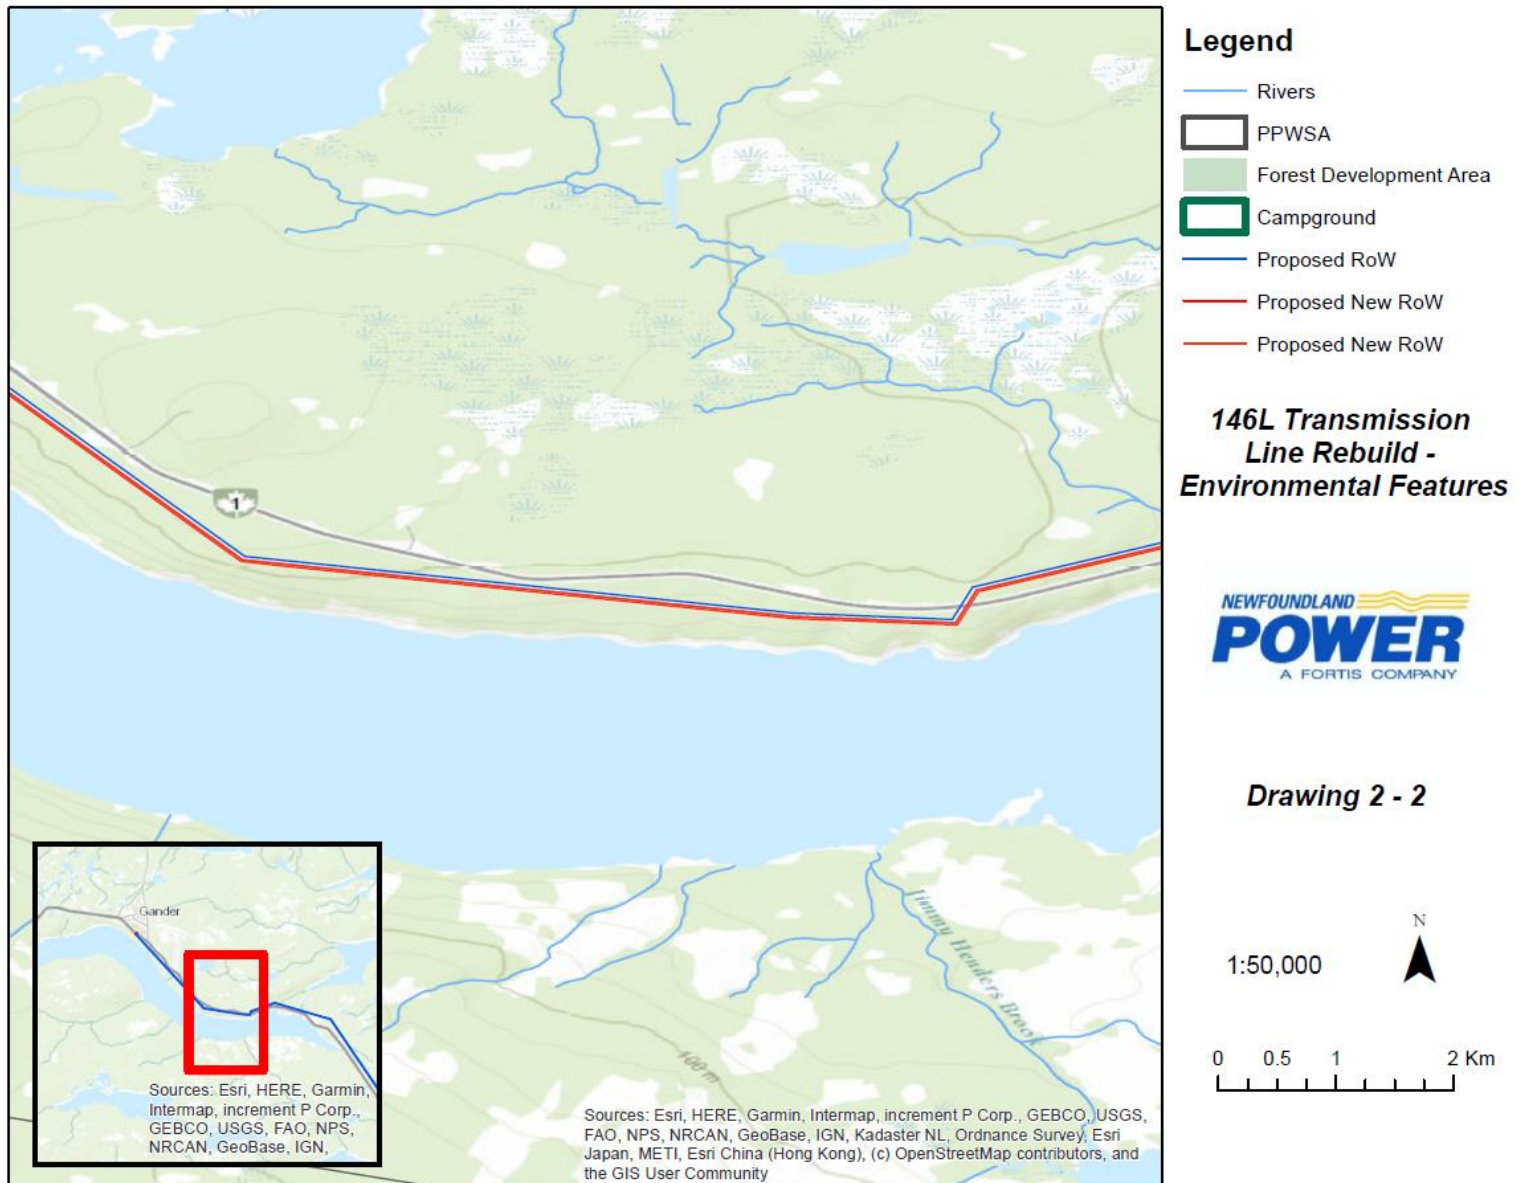 Legend
Rivers
PPWSA
Forest Development Area
Campground
Proposed RoW
Proposed New RoW
Proposed New RoW
146L Transmission
Line Rebuild -
Environmental Features
NEWFOUNDLAND
POWER
A FORTIS COMPANY
Drawing 2 - 2
N
1:50,000
0 0.5 1 2 Km
1
Jimmy Henders Brook
100 m
Gander
Sources: Esri, HERE, Garmin,
Intermap, increment P Corp.,
GEBCO, USGS, FAO, NPS,
NRCAN, GeoBase, IGN,
Sources: Esri, HERE, Garmin, Intermap, increment P Corp., GEBCO, USGS,
FAO, NPS, NRCAN, GeoBase, IGN, Kadaster NL, Ordnance Survey, Esri
Japan, METI, Esri China (Hong Kong), (c) OpenStreetMap contributors, and
the GIS User Community